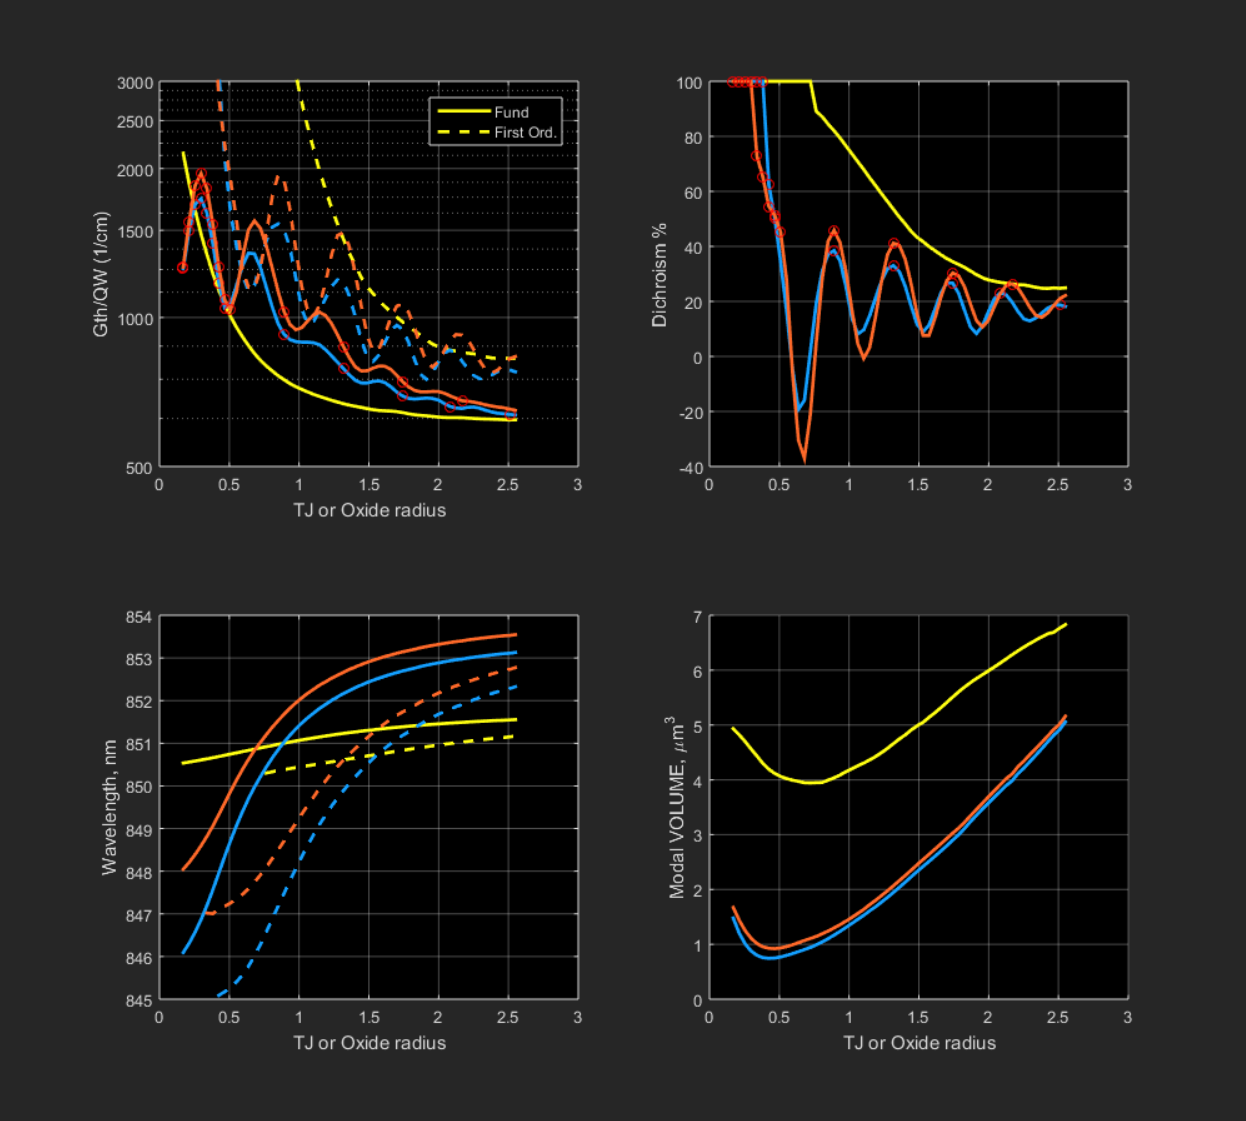 3000
2500
2000
1500
1000
500
Gth/QW (1/cm)
Fund
First Ord.
0 0.5 1 1.5 2 2.5 3
TJ or Oxide radius
100
80
60
40
20
0
-20
-40
Dichroism %
0 0.5 1 1.5 2 2.5 3
854
853
852
851
850
849
848
847
846
845
Wavelength, nm
0 0.5 1 1.5 2 2.5 3
TJ or Oxide radius
7
6
5
4
3
2
1
0
Modal VOLUME, μm³
0 0.5 1 1.5 2 2.5 3
TJ or Oxide radius